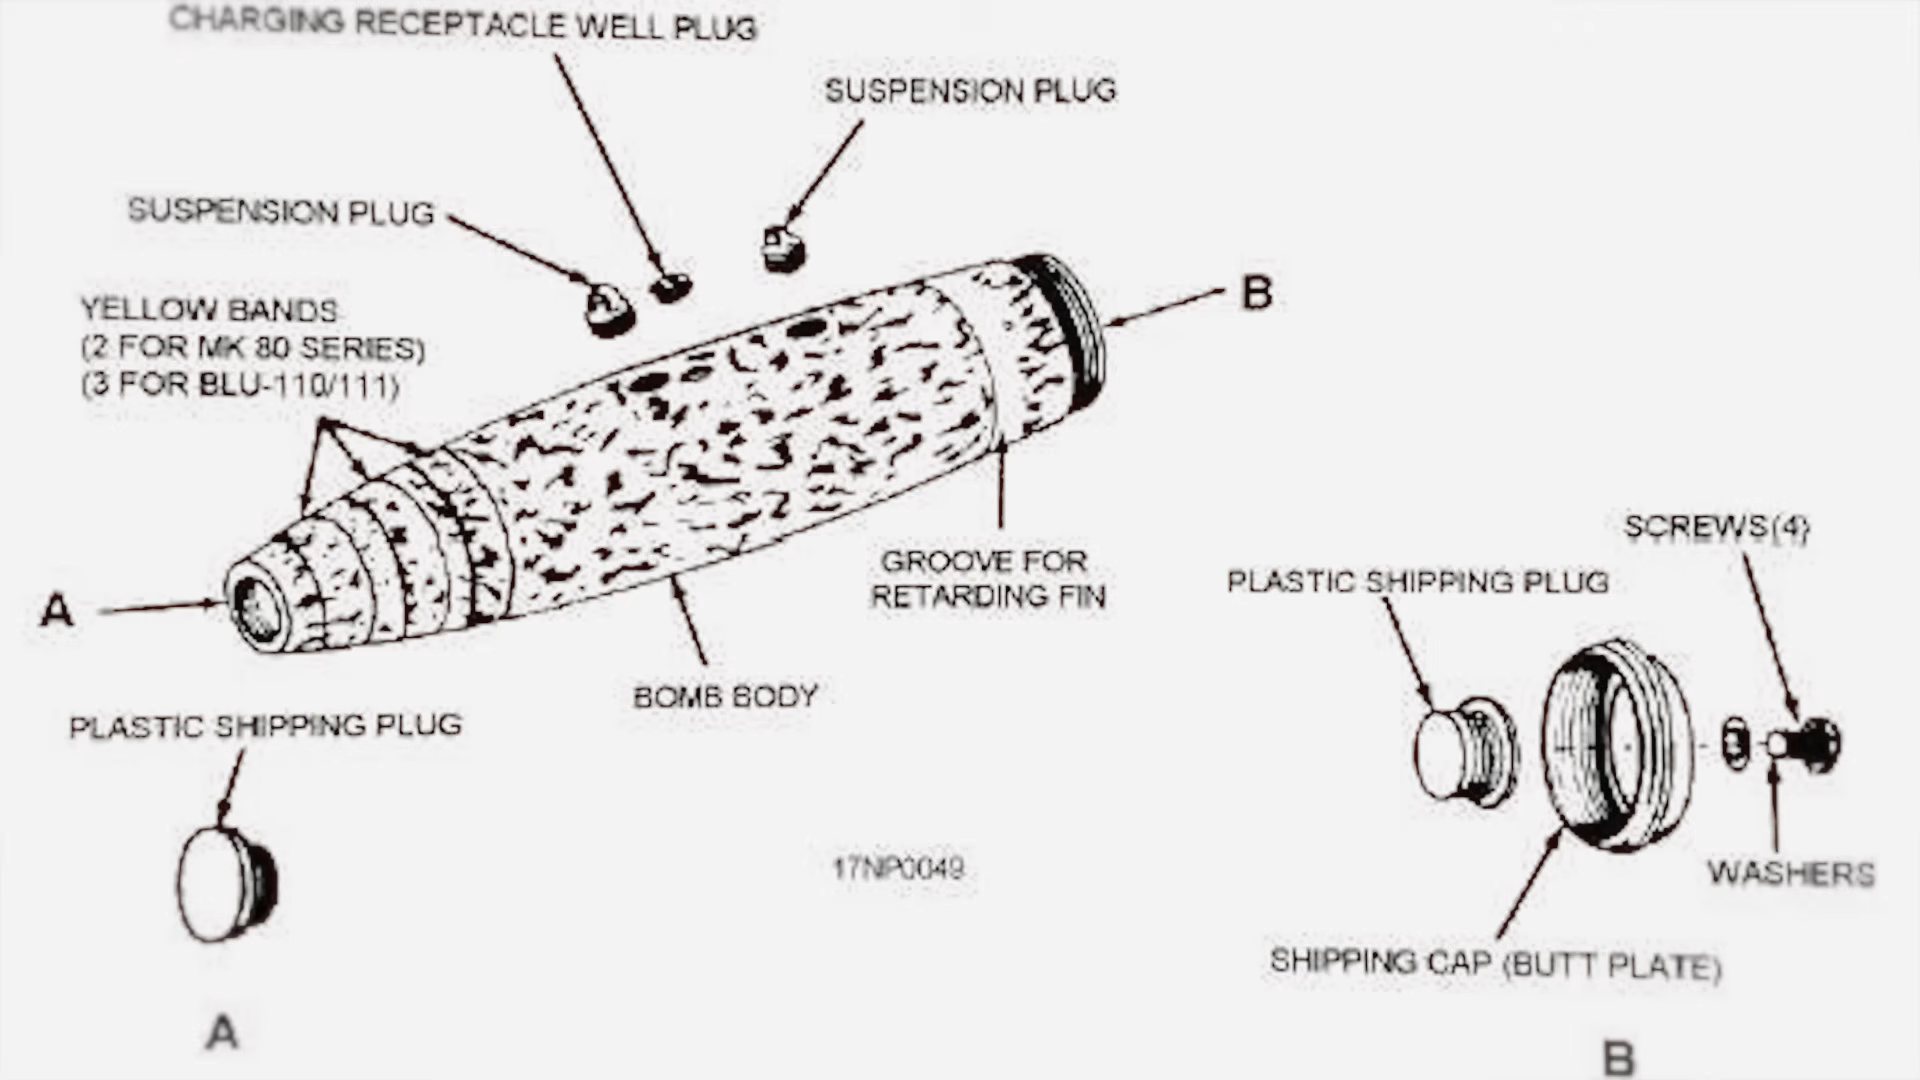 CHARGING RECEPTACLE WELL PLUG
SUSPENSION PLUG
SUSPENSION PLUG
YELLOW BANDS
(2 FOR MK 80 SERIES)
(3 FOR BLU-110/111)
B
A
GROOVE FOR
RETARDING FIN
BOMB BODY
PLASTIC SHIPPING PLUG
A
17NP0049
SCREWS(4)
PLASTIC SHIPPING PLUG
WASHERS
SHIPPING CAP (BUTT PLATE)
B